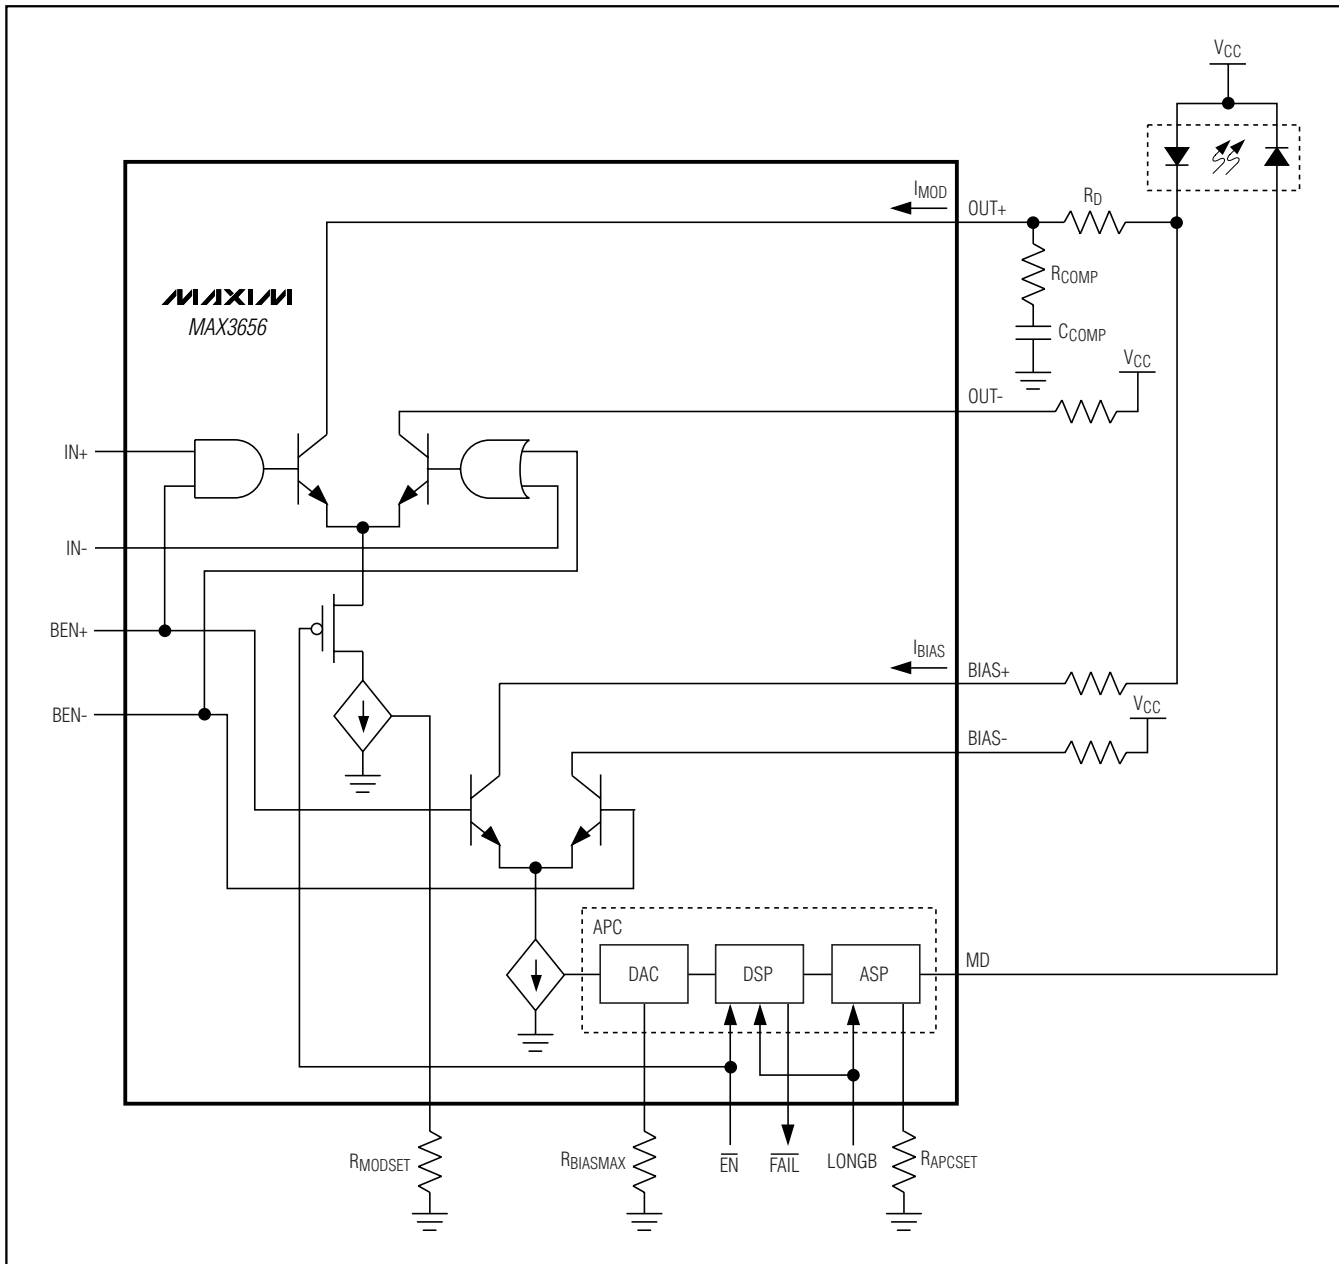 VCC
IMOD
OUT+
RD
RCOMP
MAXIM
MAX3656
CCOMP
VCC
OUT-
IN+
IN-
BEN+
IBIAS
BIAS+
BEN-
VCC
BIAS-
APC
DAC
DSP
ASP
MD
RMODSET
RBIASMAX
EN
FAIL
LONGB
RAPCSET